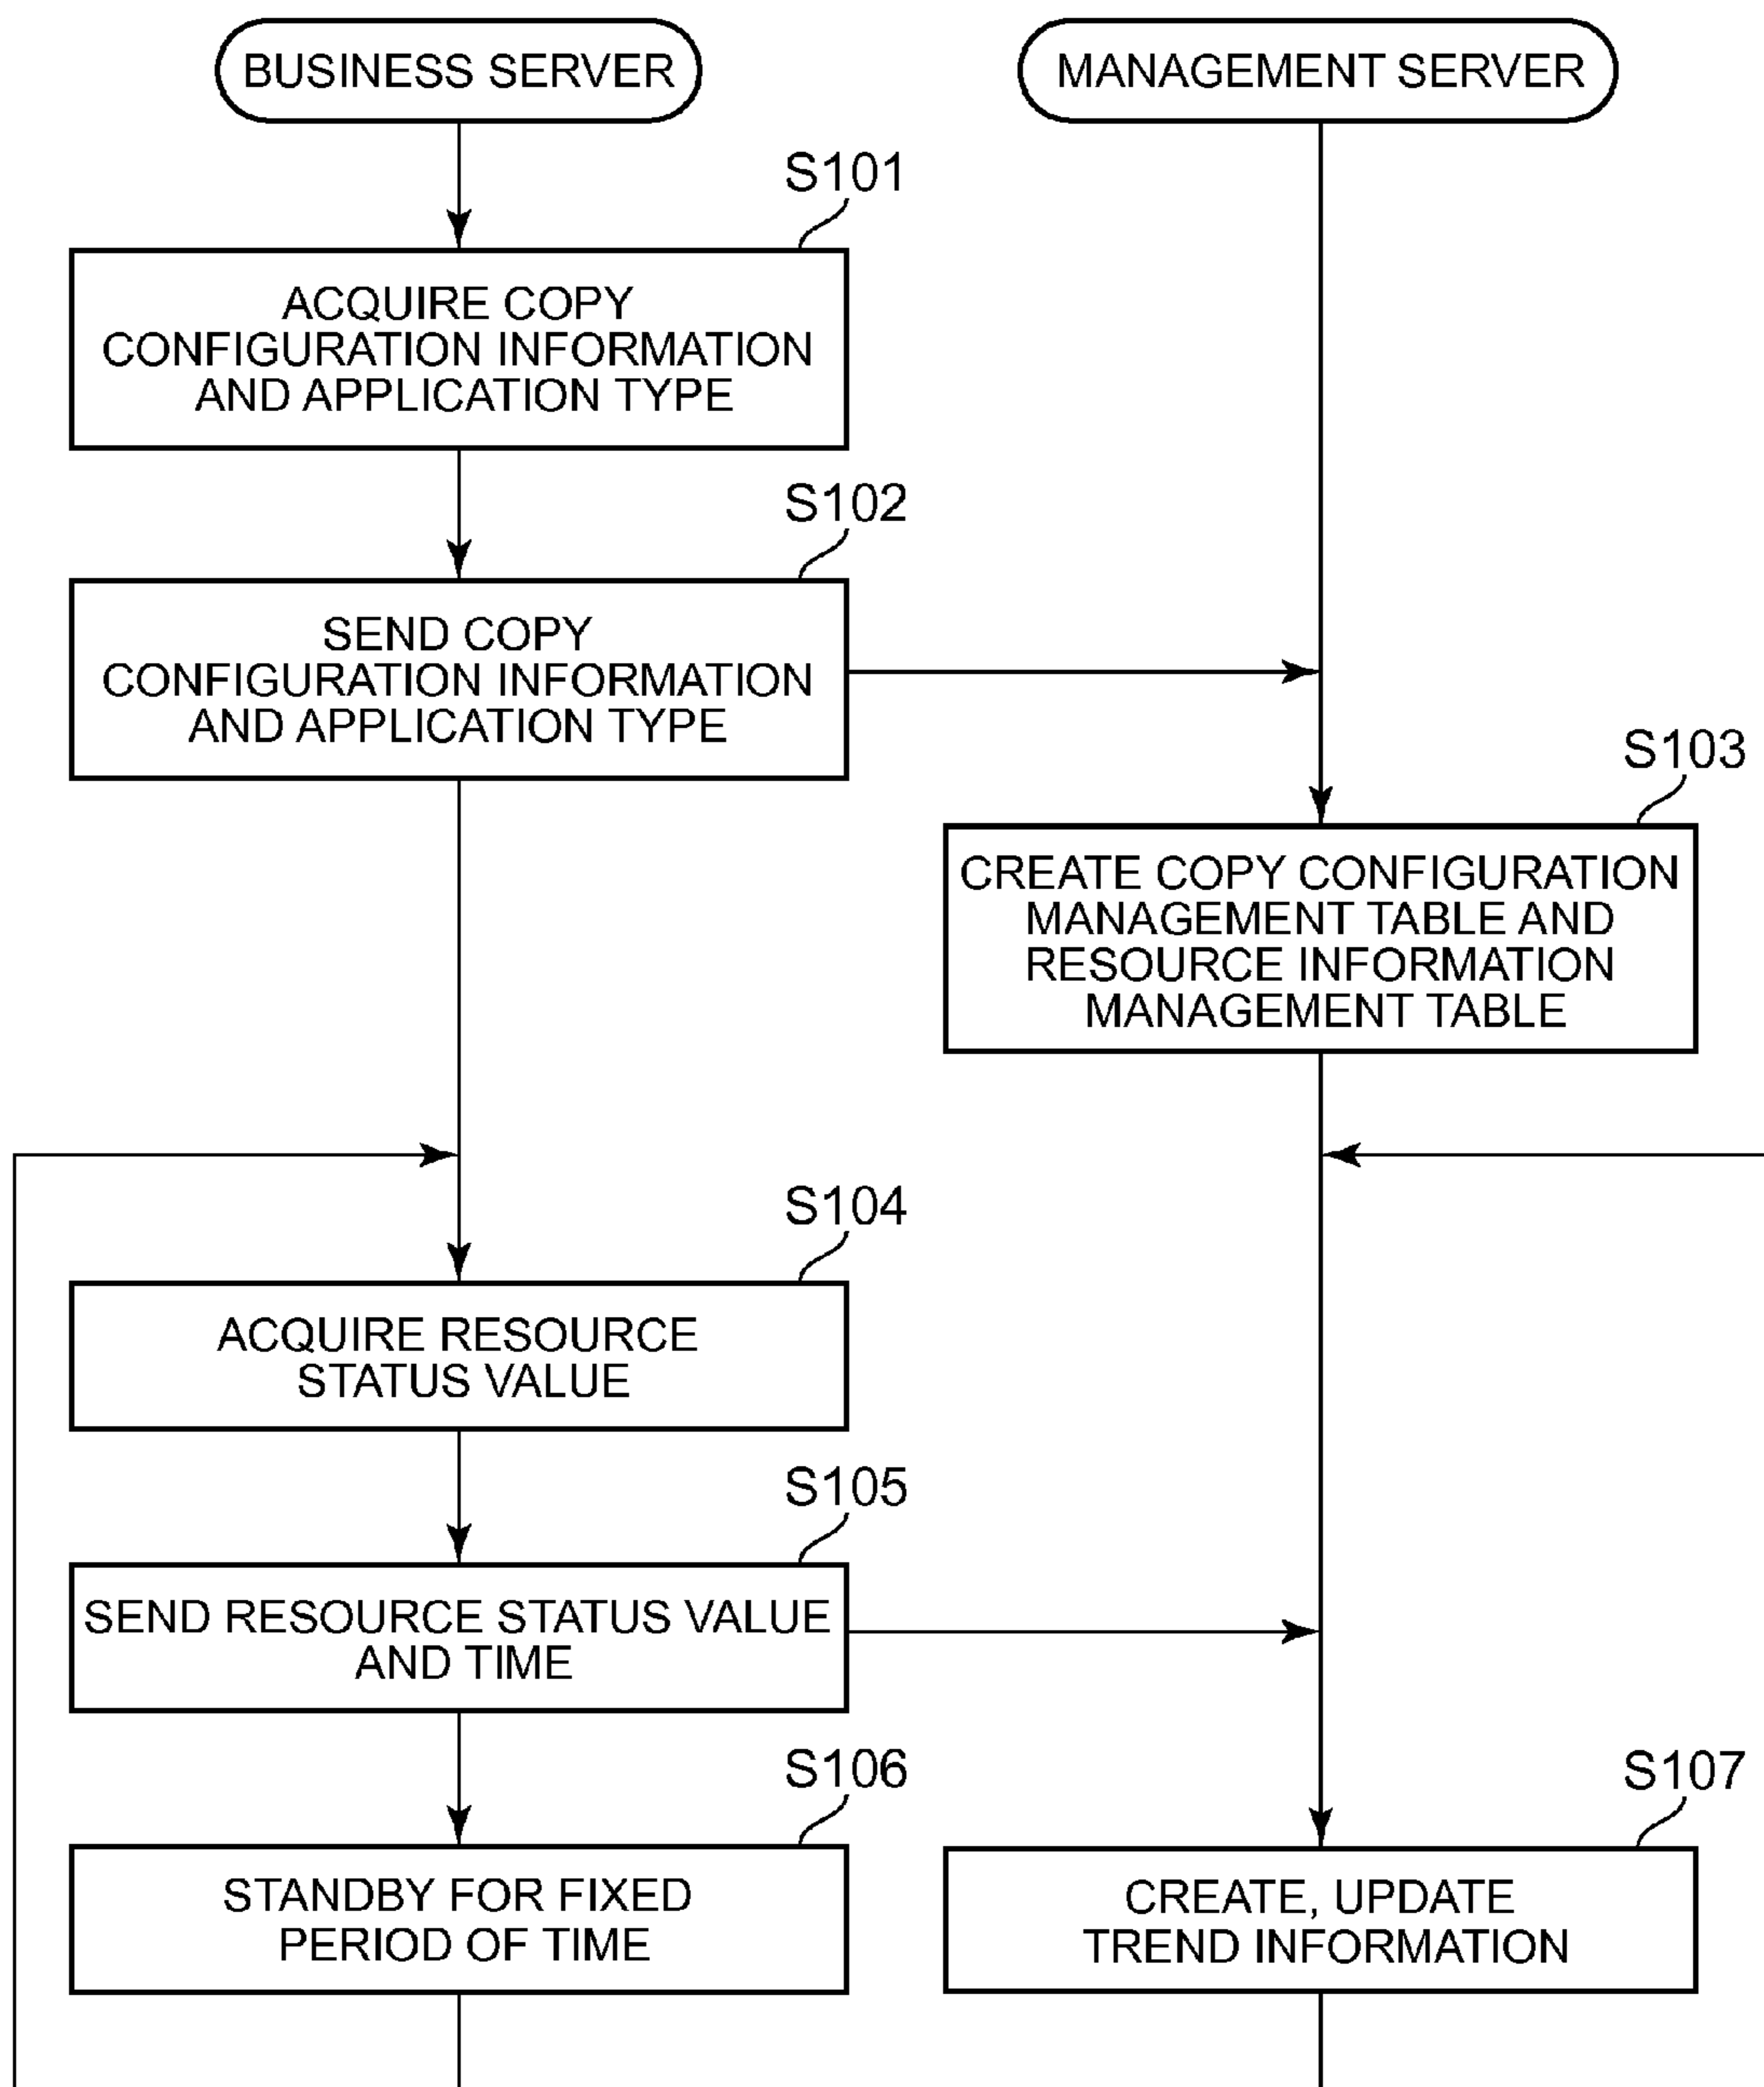 BUSINESS SERVER
MANAGEMENT SERVER
S101
ACQUIRE COPY
CONFIGURATION INFORMATION
AND APPLICATION TYPE
S102
SEND COPY
CONFIGURATION INFORMATION
AND APPLICATION TYPE
S103
CREATE COPY CONFIGURATION
MANAGEMENT TABLE AND
RESOURCE INFORMATION
MANAGEMENT TABLE
S104
ACQUIRE RESOURCE
STATUS VALUE
S105
SEND RESOURCE STATUS VALUE
AND TIME
S106
STANDBY FOR FIXED
PERIOD OF TIME
S107
CREATE, UPDATE
TREND INFORMATION